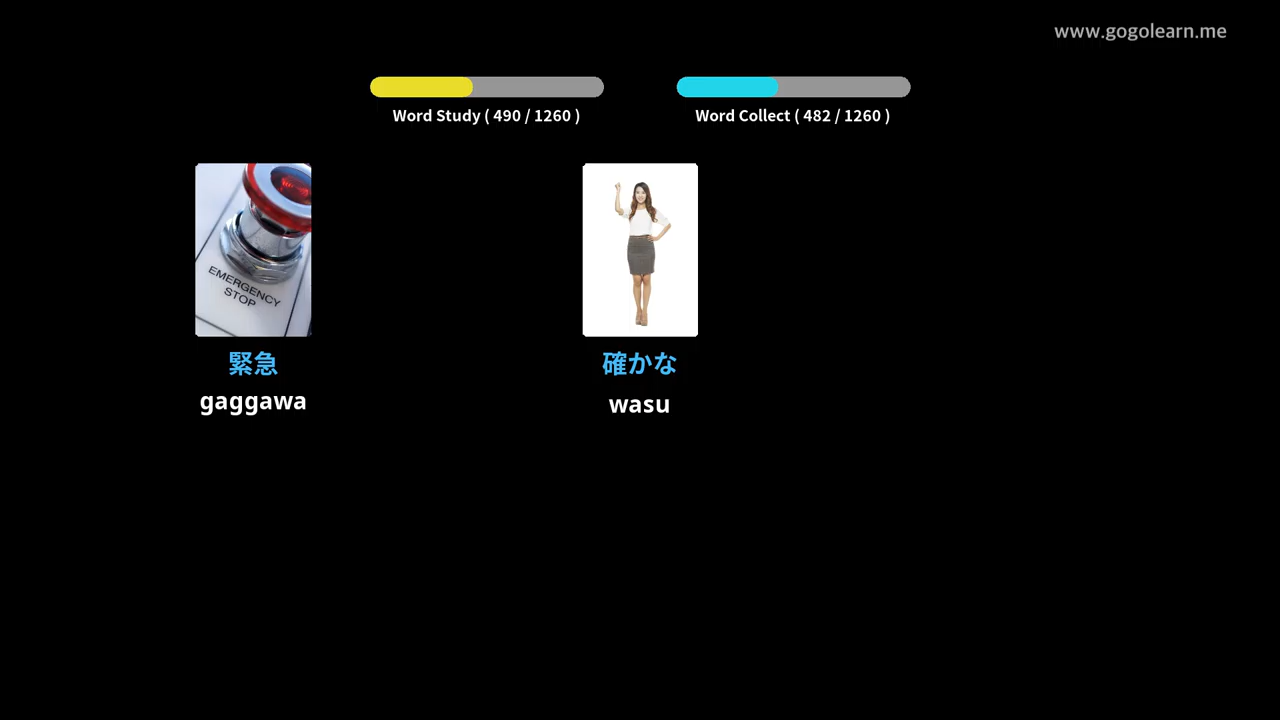 www.gogolearn.me
Word Study ( 490 / 1260 )
Word Collect ( 482 / 1260 )
EMERGENCY
STOP
緊急
gaggawa
確かな
wasu